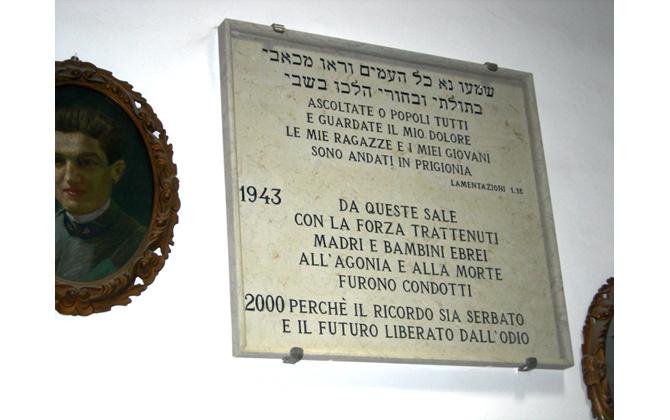 שמעו נא כל העמים וראו מכאבי
בתולתי ובחורי הלכו בשבי
ASCOLTATE O POPOLI TUTTI
E GUARDATE IL MIO DOLORE
LE MIE RAGAZZE E I MIEI GIOVANI
SONO ANDATI IN PRIGIONIA
LAMENTAZIONI 1.18
1943 DA QUESTE SALE
CON LA FORZA TRATTENUTI
MADRI E BAMBINI EBREI
ALL'AGONIA E ALLA MORTE
FURONO CONDOTTI
2000 PERCHÈ IL RICORDO SIA SERBATO
E IL FUTURO LIBERATO DALL'ODIO